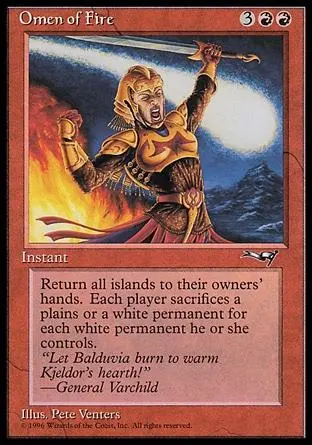 Omen of Fire 3
Instant
Return all islands to their owners'
hands. Each player sacrifices a
plains or a white permanent for
each white permanent he or she
controls.
"Let Balduvia burn to warm
Kjeldor's hearth!"
—General Varchild
Illus. Pete Venters
© 1996 Wizards of the Coast, Inc. All rights reserved.